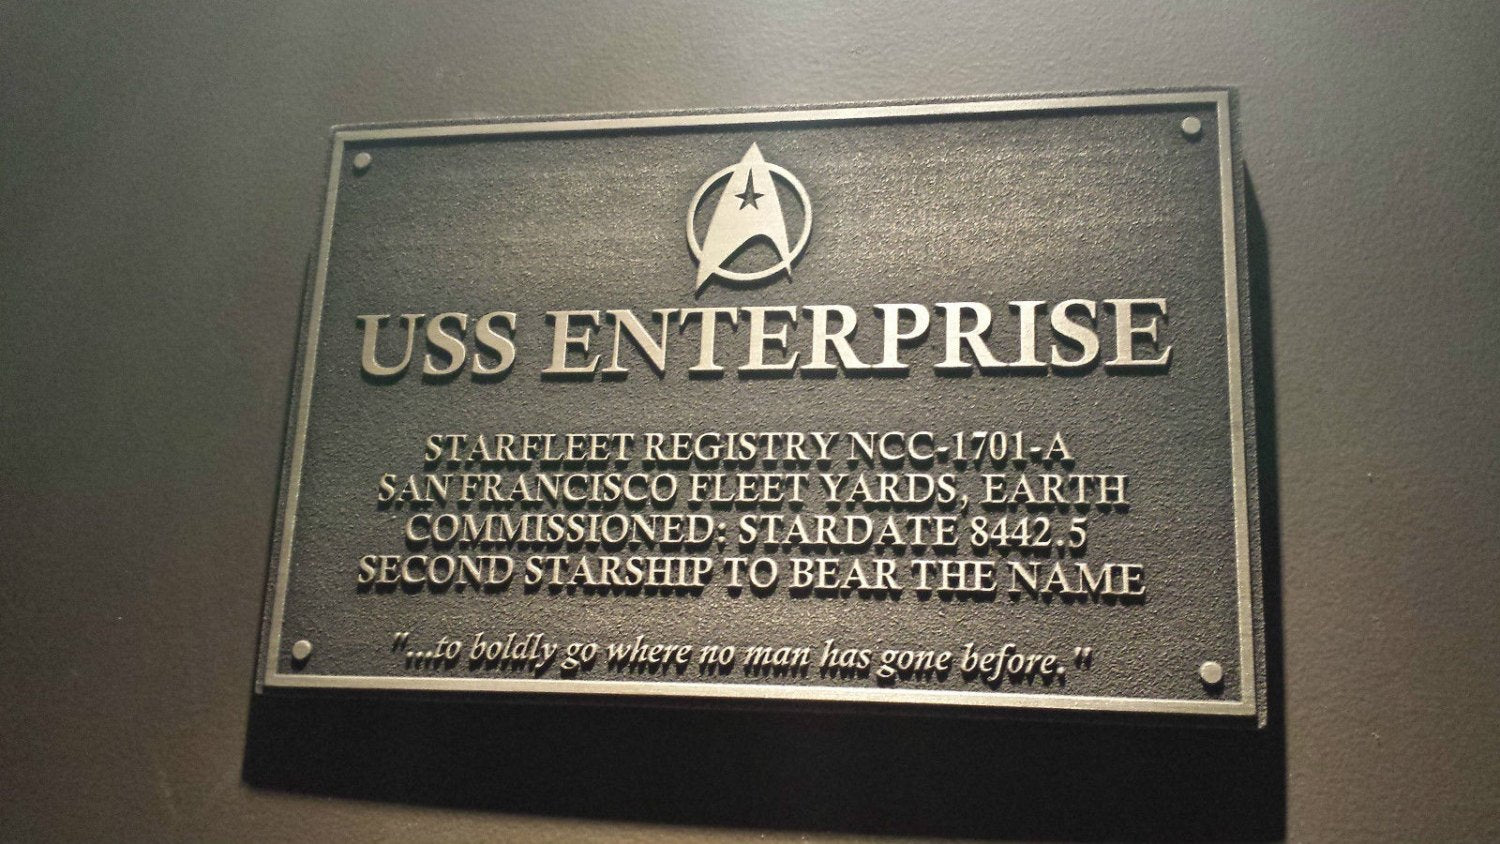 USS ENTERPRISE
STARFLEET REGISTRY NCC-1701-A
SAN FRANCISCO FLEET YARDS, EARTH
COMMISSIONED: STARDATE 8442.5
SECOND STARSHIP TO BEAR THE NAME
"...to boldly go where no man has gone before."